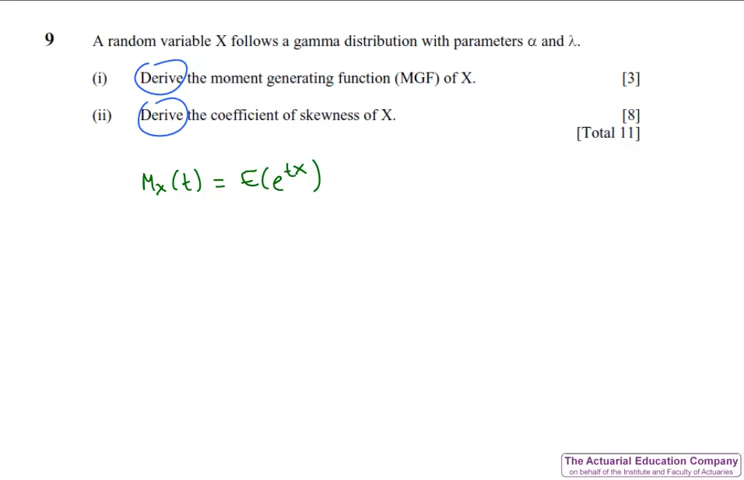 9 A random variable X follows a gamma distribution with parameters α and λ.
(i) Derive the moment generating function (MGF) of X. [3]
(ii) Derive the coefficient of skewness of X. [8]
[Total 11]
Mx(t) = E(e^tx)
The Actuarial Education Company
on behalf of the Institute and Faculty of Actuaries